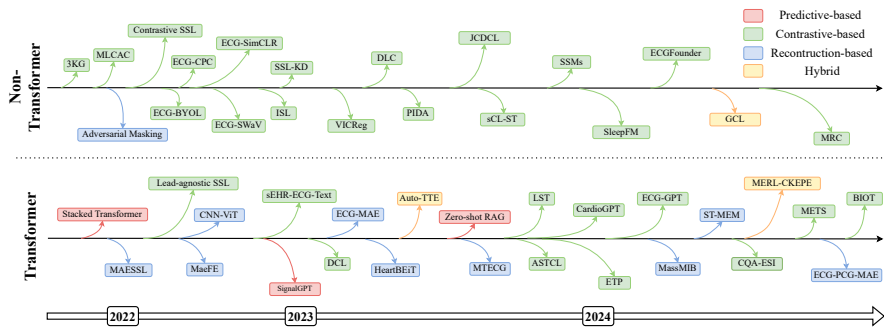 Predictive-based
Contrastive-based
Recontruction-based
Hybrid
Non-
Transformer
Contrastive SSL
MLCAC
ECG-SimCLR
3KG
ECG-CPC
SSL-KD
DLC
JCDCL
SSMs
ECGFounder
Adversarial Masking
ECG-BYOL
ECG-SWaV
ISL
VICReg
PIDA
sCL-ST
SleepFM
GCL
MRC
Transformer
Stacked Transformer
Lead-agnostic SSL
CNN-ViT
sEHR-ECG-Text
ECG-MAE
Auto-TTE
Zero-shot RAG
LST
CardioGPT
ECG-GPT
ST-MEM
MERL-CKEPE
METS
BIOT
MAESSL
MaeFE
SignalGPT
DCL
HeartBEiT
MTECG
ASTCL
ETP
MassMIB
CQA-ESI
ECG-PCG-MAE
2022
2023
2024